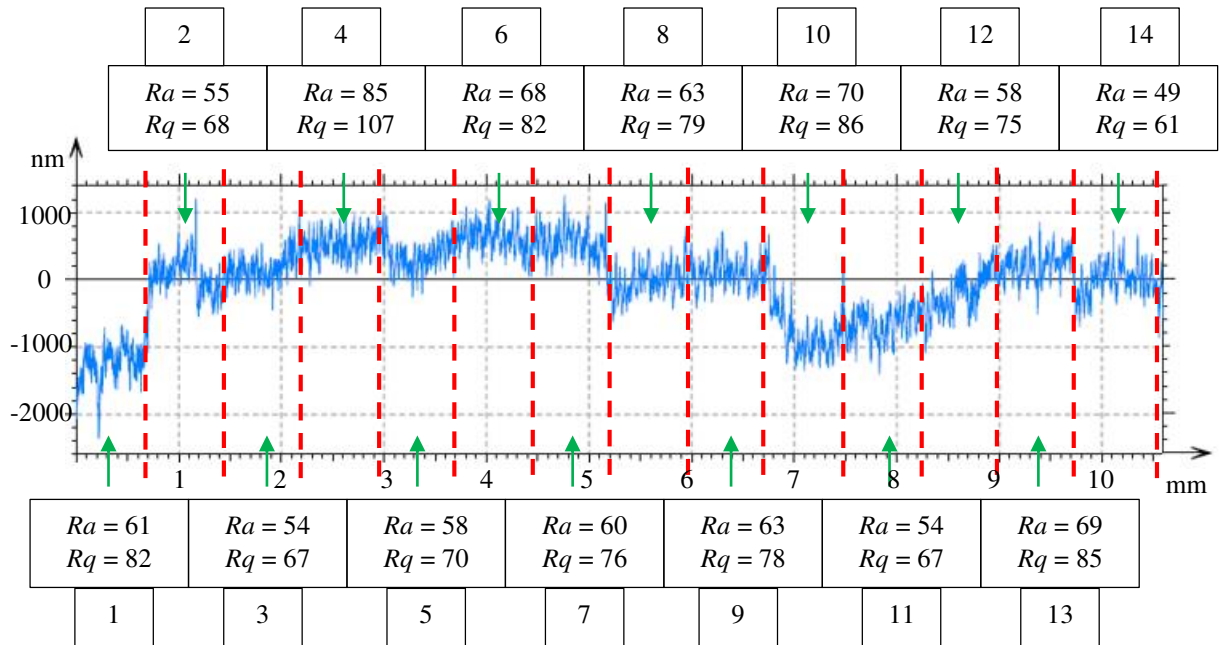 2 4 6 8 10 12 14
Ra = 55 Ra = 85 Ra = 68 Ra = 63 Ra = 70 Ra = 58 Ra = 49
Rq = 68 Rq = 107 Rq = 82 Rq = 79 Rq = 86 Rq = 75 Rq = 61
nm
1000
0
-1000
-2000
1 2 3 4 5 6 7 8 9 10
mm
Ra = 61 Ra = 54 Ra = 58 Ra = 60 Ra = 63 Ra = 54 Ra = 69
Rq = 82 Rq = 67 Rq = 70 Rq = 76 Rq = 78 Rq = 67 Rq = 85
1 3 5 7 9 11 13